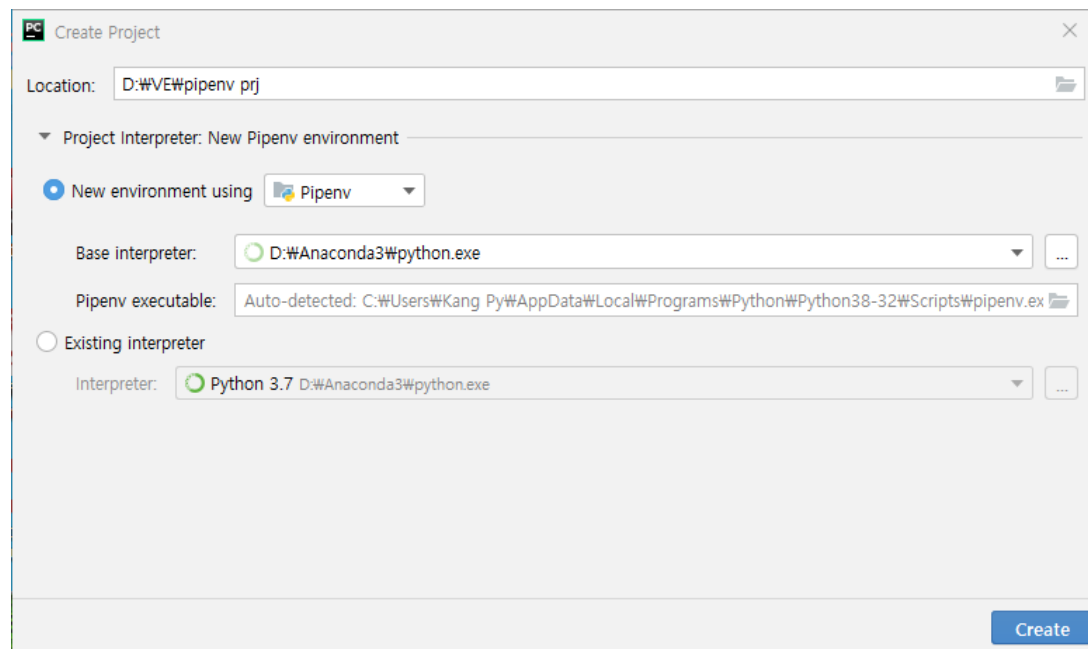 PC Create Project
Location: D:₩VE₩pipenv prj
Project Interpreter: New Pipenv environment
New environment using Pipenv
Base interpreter: D:₩Anaconda3₩python.exe ...
Pipenv executable: Auto-detected: C:₩Users₩Kang Py₩AppData₩Local₩Programs₩Python₩Python38-32₩Scripts₩pipenv.ex
Existing interpreter
Interpreter: Python 3.7 D:₩Anaconda3₩python.exe ...
Create